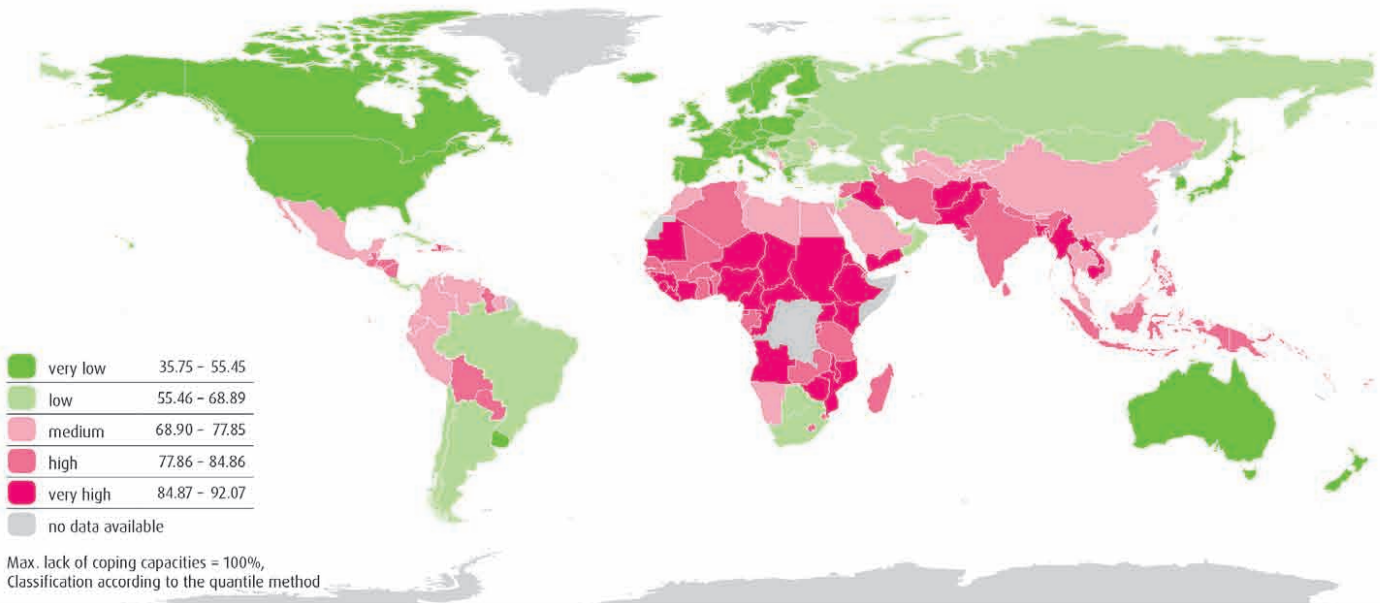 very low 35.75 – 55.45
low 55.46 – 68.89
medium 68.90 – 77.85
high 77.86 – 84.86
very high 84.87 – 92.07
no data available
Max. lack of coping capacities = 100%,
Classification according to the quantile method